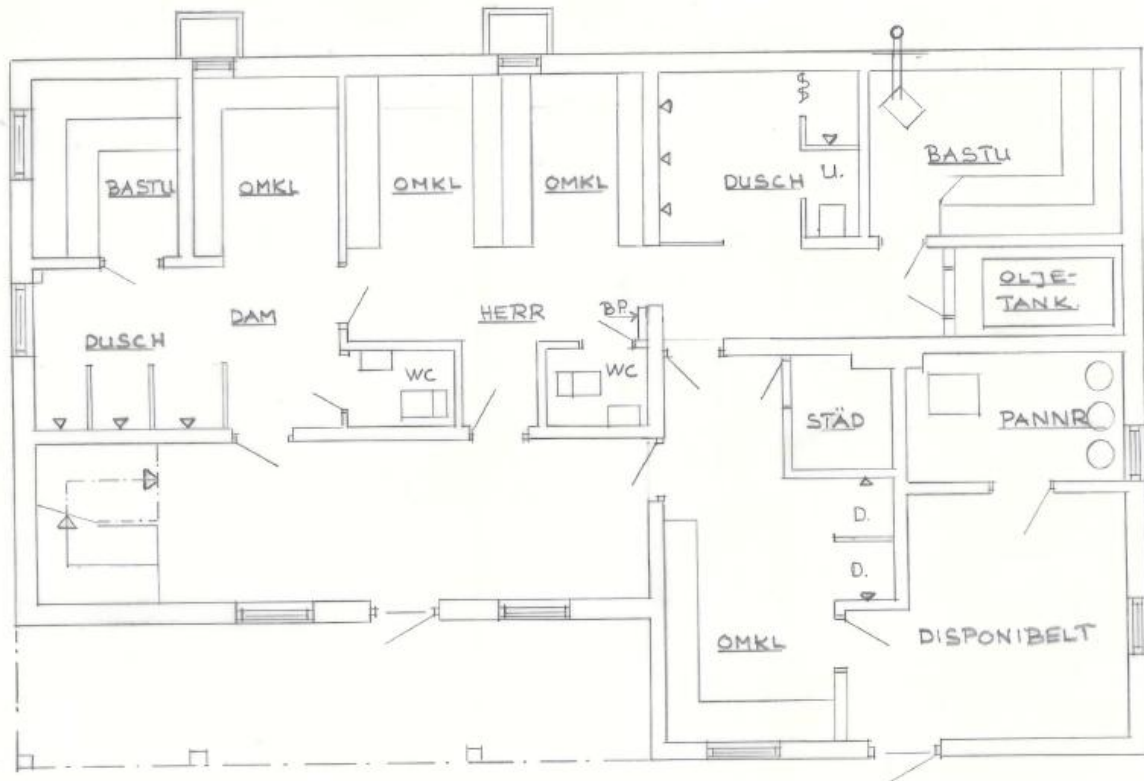 BASTU
OMKL
OMKL
OMKL
DUSCH
U.
BASTU
OLJE-
TANK.
DAM
HERR
BP.
DUSCH
WC
WC
STÄD
PANNR
D.
D.
OMKL
DISPONIBELT